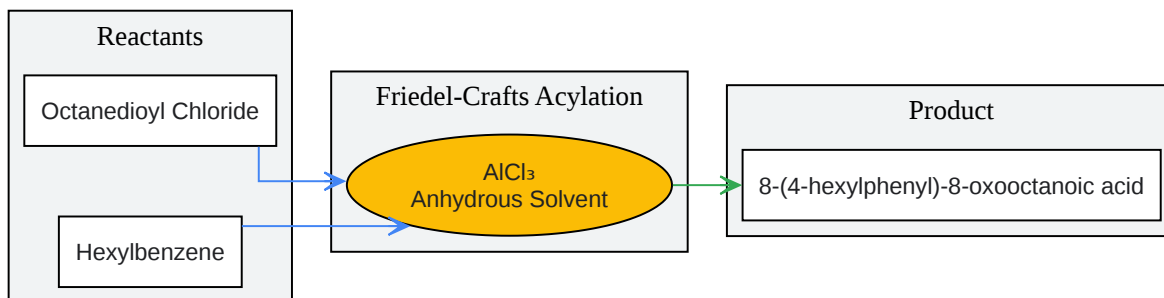 Reactants
Octanedioyl Chloride
Hexylbenzene
Friedel-Crafts Acylation
AlCl₃
Anhydrous Solvent
Product
8-(4-hexylphenyl)-8-oxooctanoic acid